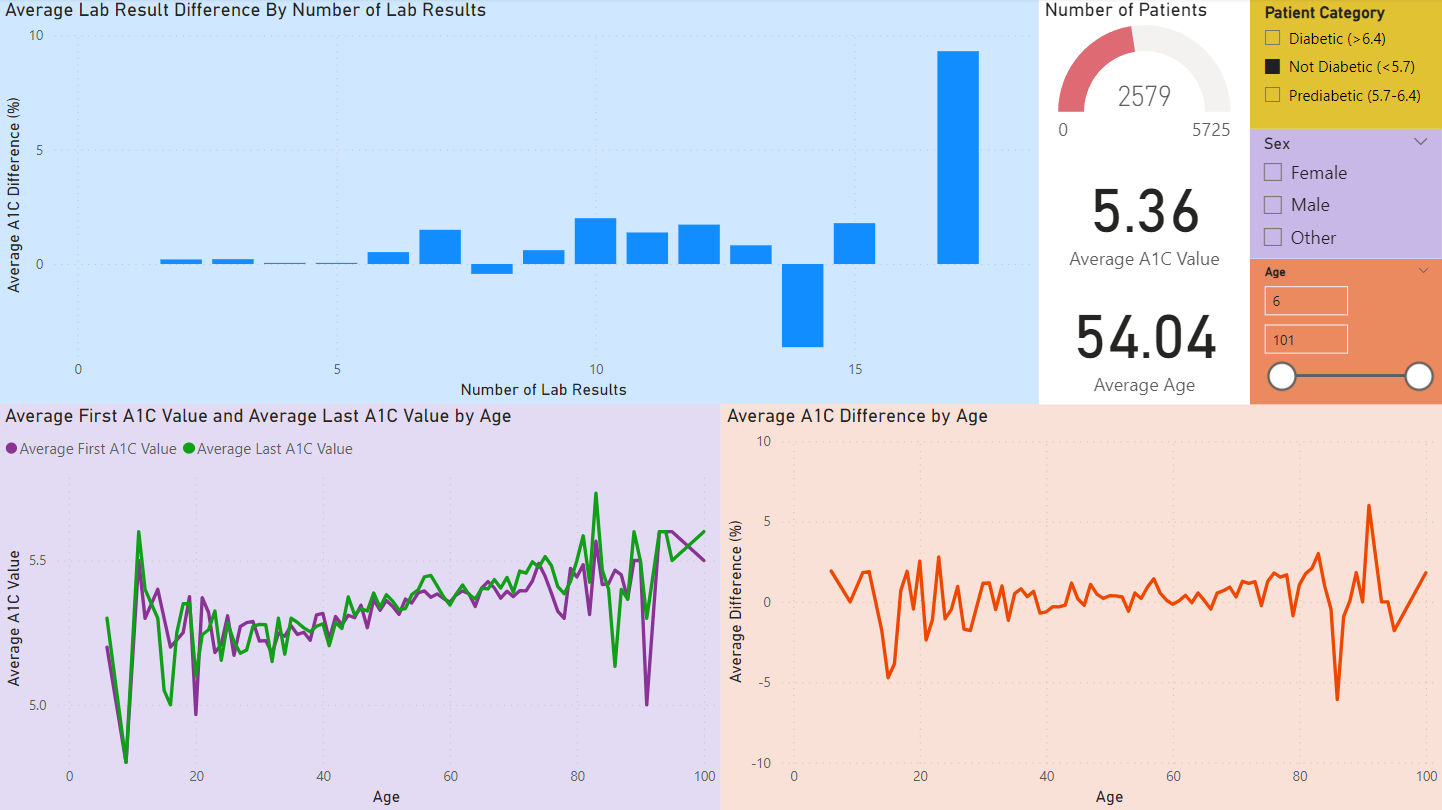 Average Lab Result Difference By Number of Lab Results
Average A1C Difference (%)
10
5
0
0
5
10
15
Number of Lab Results
Number of Patients
2579
0
5725
5.36
Average A1C Value
54.04
Average Age
Patient Category
Diabetic (>6.4)
Not Diabetic (<5.7)
Prediabetic (5.7-6.4)
Sex
Female
Male
Other
Age
6
101
Average First A1C Value and Average Last A1C Value by Age
Average First A1C Value
Average Last A1C Value
Average A1C Value
5.5
5.0
0
20
40
60
80
100
Age
Average A1C Difference by Age
Average Difference (%)
10
5
0
-5
-10
0
20
40
60
80
100
Age